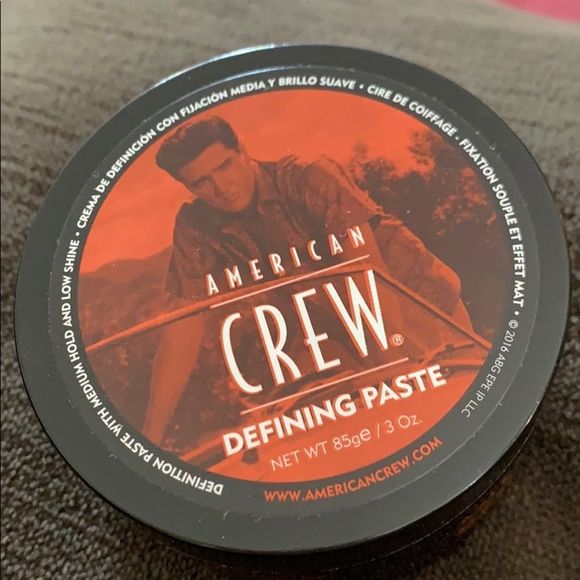 DEFINITION PASTE WITH MEDIUM HOLD AND LOW SHINE • CREMA DE DEFINICIÓN CON FIJACIÓN MEDIA Y BRILLO SUAVE • CIRE DE COIFFAGE - FIXATION SOUPLE ET EFFET MAT • © 2016 ABG EPE IP LLC
AMERICAN
CREW®
DEFINING PASTE
NET WT 85g℮ / 3 Oz.
WWW.AMERICANCREW.COM